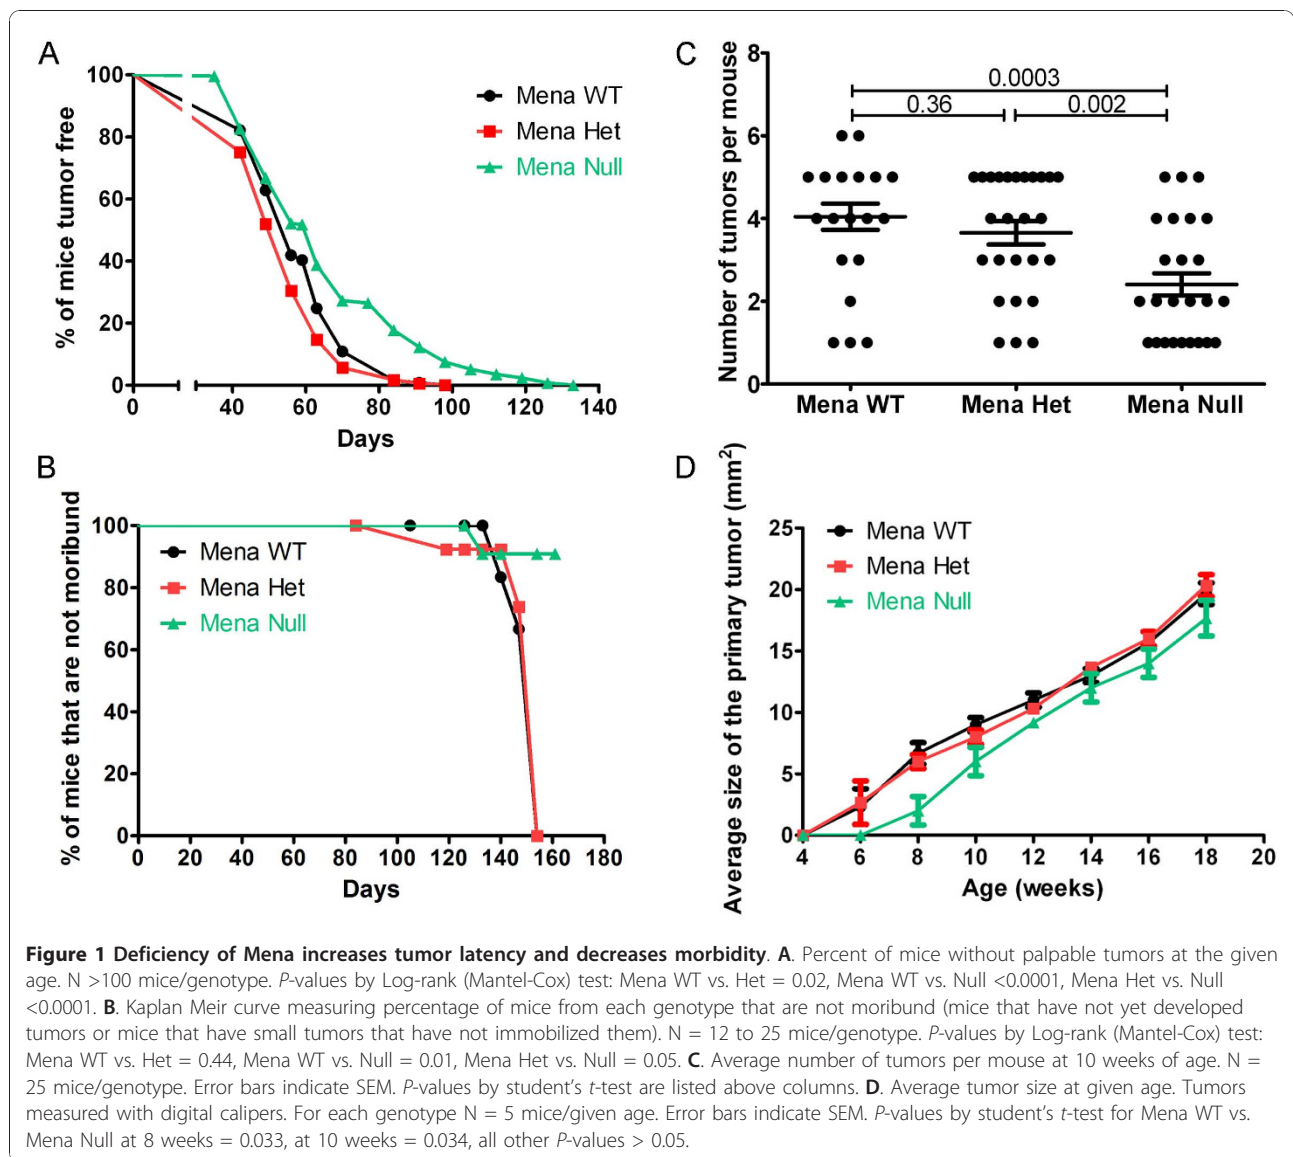 A
% of mice tumor free
100
80
60
40
20
0
0 40 60 80 100 120 140
Days
Mena WT
Mena Het
Mena Null
B
% of mice that are not moribund
100
80
60
40
20
0
0 20 40 60 80 100 120 140 160 180
Days
Mena WT
Mena Het
Mena Null
C
Number of tumors per mouse
8
6
4
2
0
0.0003
0.36 0.002
Mena WT Mena Het Mena Null
D
Average size of the primary tumor (mm²)
25
20
15
10
5
0
4 6 8 10 12 14 16 18 20
Age (weeks)
Mena WT
Mena Het
Mena Null
Figure 1 Deficiency of Mena increases tumor latency and decreases morbidity. A. Percent of mice without palpable tumors at the given
age. N >100 mice/genotype. P-values by Log-rank (Mantel-Cox) test: Mena WT vs. Het = 0.02, Mena WT vs. Null <0.0001, Mena Het vs. Null
<0.0001. B. Kaplan Meir curve measuring percentage of mice from each genotype that are not moribund (mice that have not yet developed
tumors or mice that have small tumors that have not immobilized them). N = 12 to 25 mice/genotype. P-values by Log-rank (Mantel-Cox) test:
Mena WT vs. Het = 0.44, Mena WT vs. Null = 0.01, Mena Het vs. Null = 0.05. C. Average number of tumors per mouse at 10 weeks of age. N =
25 mice/genotype. Error bars indicate SEM. P-values by student's t-test are listed above columns. D. Average tumor size at given age. Tumors
measured with digital calipers. For each genotype N = 5 mice/given age. Error bars indicate SEM. P-values by student's t-test for Mena WT vs.
Mena Null at 8 weeks = 0.033, at 10 weeks = 0.034, all other P-values > 0.05.